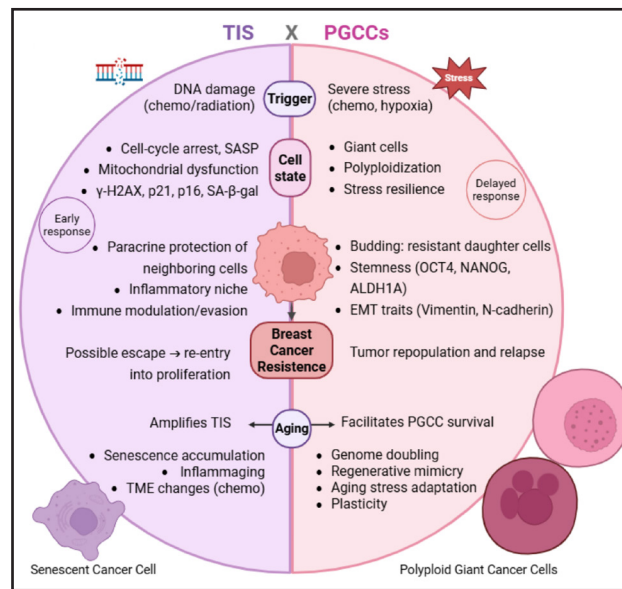 TIS X PGCCs
DNA damage
(chemo/radiation)
Trigger
Severe stress
(chemo, hypoxia)
Stress
• Cell-cycle arrest, SASP
• Mitochondrial dysfunction
• γ-H2AX, p21, p16, SA-β-gal
Cell
state
• Giant cells
• Polyploidization
• Stress resilience
Early
response
Delayed
response
• Paracrine protection of
neighboring cells
• Inflammatory niche
• Immune modulation/evasion
• Budding: resistant daughter cells
• Stemness (OCT4, NANOG,
ALDH1A)
• EMT traits (Vimentin, N-cadherin)
Possible escape → re-entry
into proliferation
Breast
Cancer
Resistence
Tumor repopulation and relapse
Amplifies TIS
Aging
Facilitates PGCC survival
• Senescence accumulation
• Inflammaging
• TME changes (chemo)
• Genome doubling
• Regenerative mimicry
• Aging stress adaptation
• Plasticity
Senescent Cancer Cell
Polyploid Giant Cancer Cells